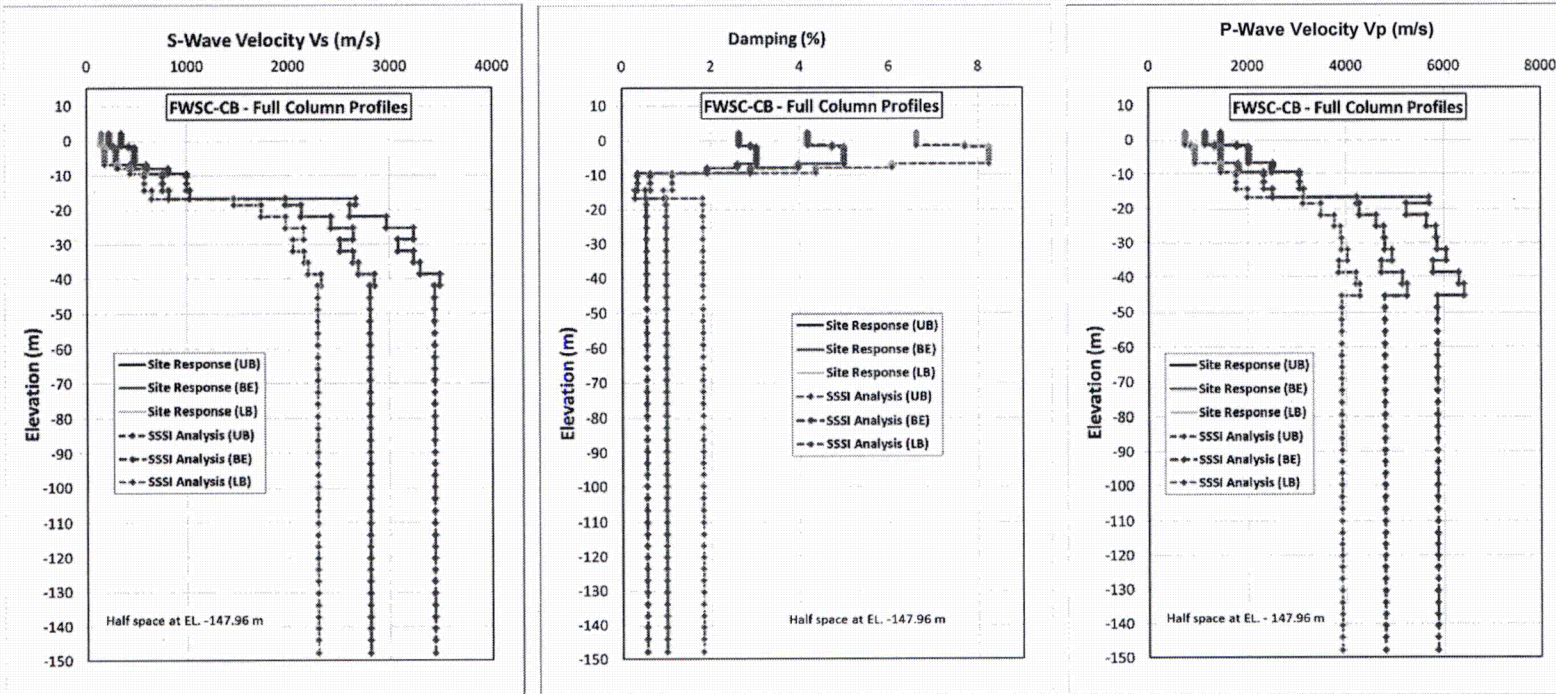 S-Wave Velocity Vs (m/s)
0 1000 2000 3000 4000
FWSC-CB - Full Column Profiles
10
0
-10
-20
-30
-40
-50
-60
-70
-80
-90
-100
-110
-120
-130
-140
-150
Elevation (m)
Site Response (UB)
Site Response (BE)
Site Response (LB)
SSSI Analysis (UB)
SSSI Analysis (BE)
SSSI Analysis (LB)
Half space at EL. -147.96 m
Damping (%)
0 2 4 6 8
FWSC-CB - Full Column Profiles
10
0
-10
-20
-30
-40
-50
-60
-70
-80
-90
-100
-110
-120
-130
-140
-150
Elevation (m)
Site Response (UB)
Site Response (BE)
Site Response (LB)
SSSI Analysis (UB)
SSSI Analysis (BE)
SSSI Analysis (LB)
Half space at EL. -147.96 m
P-Wave Velocity Vp (m/s)
0 2000 4000 6000 8000
FWSC-CB - Full Column Profiles
10
0
-10
-20
-30
-40
-50
-60
-70
-80
-90
-100
-110
-120
-130
-140
-150
Elevation (m)
Site Response (UB)
Site Response (BE)
Site Response (LB)
SSSI Analysis (UB)
SSSI Analysis (BE)
SSSI Analysis (LB)
Half space at EL. - 147.96 m